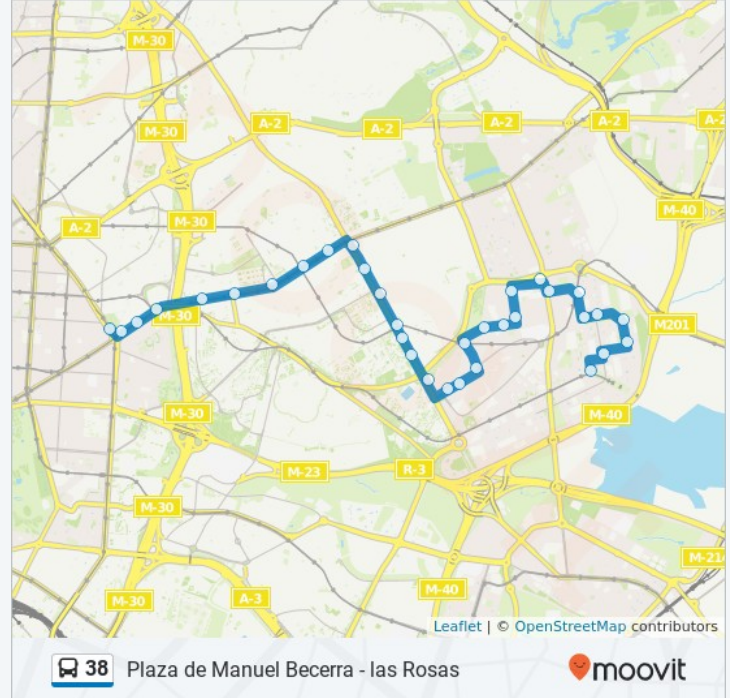 M-30
A-2
A-2
A-2
A-2
A-2
M-30
M-40
M-30
A-2
M-30
M201
M-30
M-40
M-23
R-3
M-30
M-214
M-40
M-30
A-3
Leaflet | © OpenStreetMap contributors
38 Plaza de Manuel Becerra - las Rosas
moovit